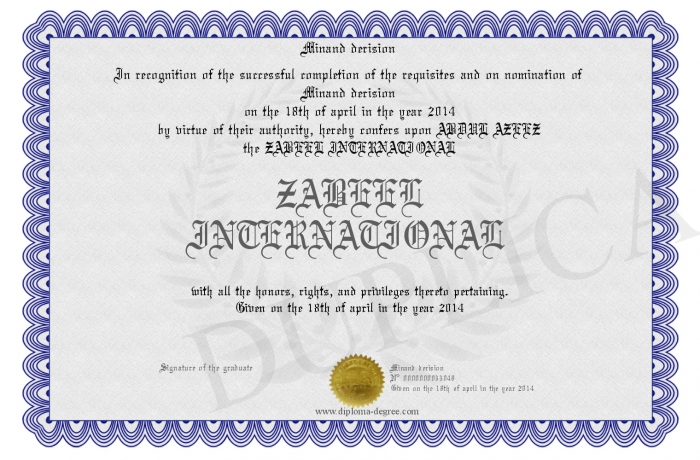 Minand derision
In recognition of the successful completion of the requisites and on nomination of
Minand derision
on the 18th of april in the year 2014
by virtue of their authority, hereby confers upon ABDUL AZEEZ
the ZABEEL INTERNATIONAL
ZABEEL
INTERNATIONAL
with all the honors, rights, and privileges thereto pertaining.
Given on the 18th of april in the year 2014
DUPLICA
Signature of the graduate
Minand derision
Given on the 18th of april in the year 2014
www.diploma-degree.com